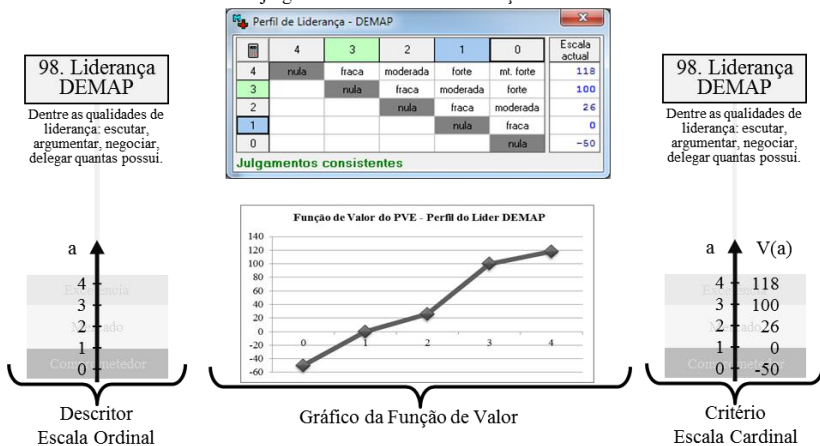 Perfil de Liderança - DEMAP
4 3 2 1 0 Escala actual
4 nula fraca moderada forte mt. forte 118
3 nula fraca moderada forte 100
2 nula fraca moderada 26
1 nula fraca 0
0 nula -50
Julgamentos consistentes
98. Liderança
DEMAP
Dentre as qualidades de
liderança: escutar,
argumentar, negociar,
delegar quantas possui.
a
4
Excelencia
3
Mercado
2
1
Comprometedor
0
Descritor
Escala Ordinal
Função de Valor do PVE - Perfil do Lider DEMAP
140
120
100
80
60
40
20
0
-20
-40
-60
0 1 2 3 4
Gráfico da Função de Valor
98. Liderança
DEMAP
Dentre as qualidades de
liderança: escutar,
argumentar, negociar,
delegar quantas possui.
a V(a)
4 118
3 100
2 26
1 0
0 -50
Critério
Escala Cardinal